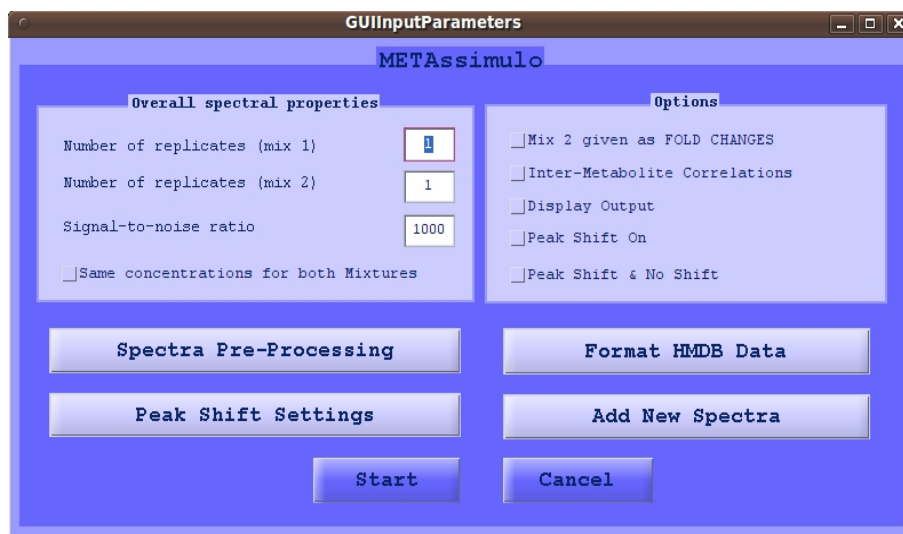 GUIInputParameters
METAssimulo
Overall spectral properties
Number of replicates (mix 1)
1
Number of replicates (mix 2)
1
Signal-to-noise ratio
1000
Same concentrations for both Mixtures
Options
Mix 2 given as FOLD CHANGES
Inter-Metabolite Correlations
Display Output
Peak Shift On
Peak Shift & No Shift
Spectra Pre-Processing
Format HMDB Data
Peak Shift Settings
Add New Spectra
Start
Cancel